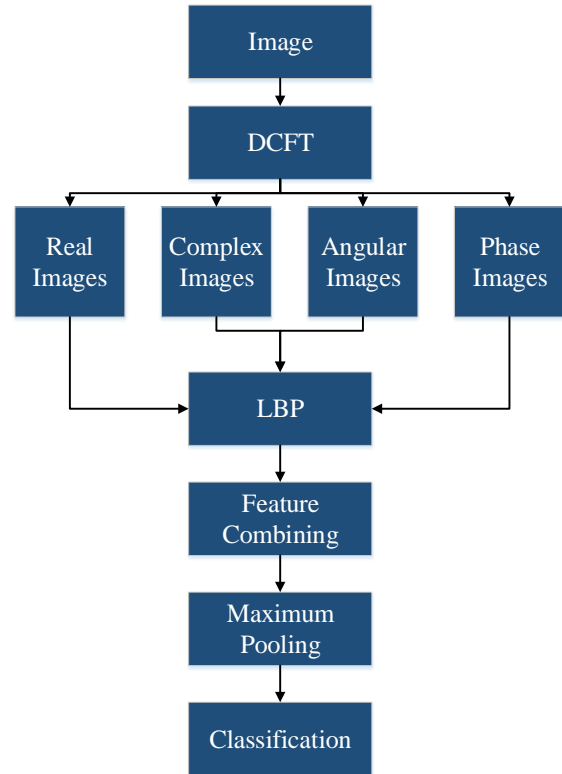 Image
DCFT
Real
Images
Complex
Images
Angular
Images
Phase
Images
LBP
Feature
Combining
Maximum
Pooling
Classification